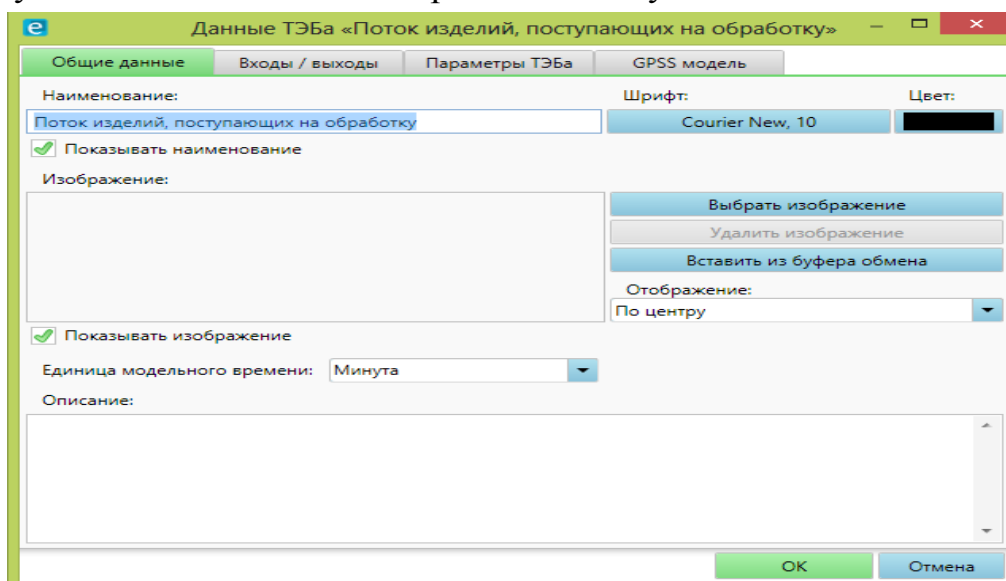 Данные ТЭБа «Поток изделий, поступающих на обработку»
Общие данные Входы / выходы Параметры ТЭБа GPSS модель
Наименование: Шрифт: Цвет:
Поток изделий, поступающих на обработку Courier New, 10
Показывать наименование
Изображение:
Выбрать изображение
Удалить изображение
Вставить из буфера обмена
Отображение:
По центру
Показывать изображение
Единица модельного времени: Минута
Описание:
OK Отмена